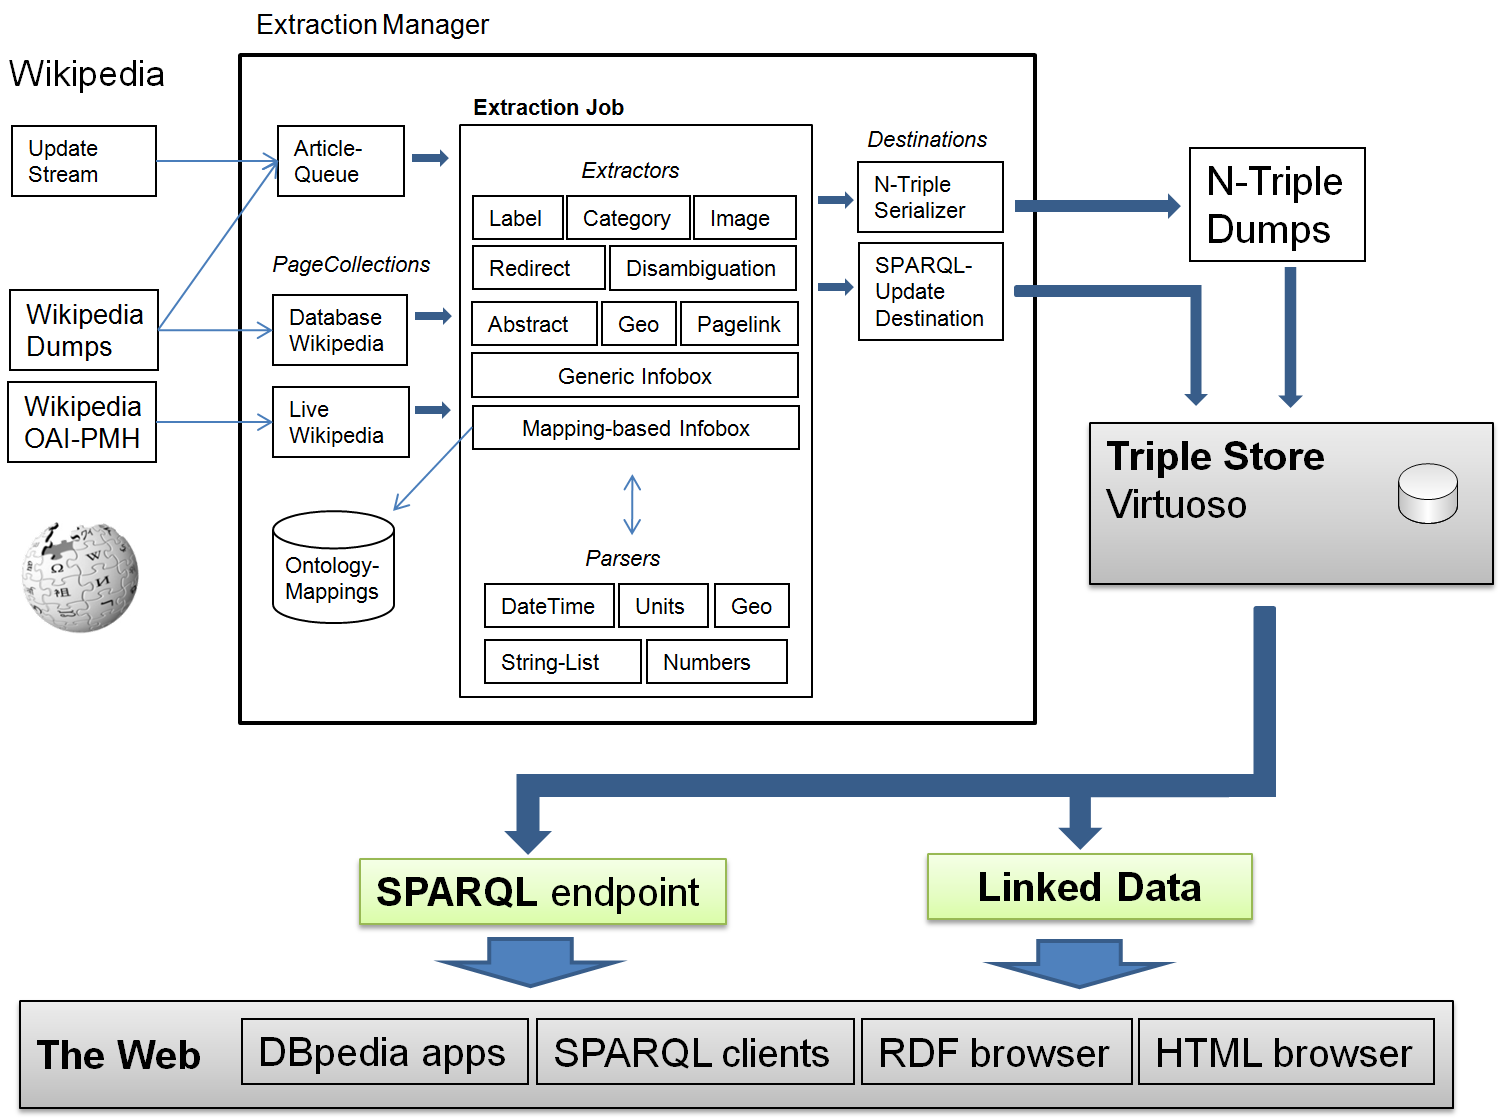 Extraction Manager
Wikipedia
Update
Stream
Wikipedia
Dumps
Wikipedia
OAI-PMH
Article-
Queue
PageCollections
Database
Wikipedia
Live
Wikipedia
Ontology-
Mappings
Extraction Job
Extractors
Label
Category
Image
Redirect
Disambiguation
Abstract
Geo
Pagelink
Generic Infobox
Mapping-based Infobox
Parsers
DateTime
Units
Geo
String-List
Numbers
Destinations
N-Triple
Serializer
SPARQL-
Update
Destination
N-Triple
Dumps
Triple Store
Virtuoso
SPARQL endpoint
Linked Data
The Web
DBpedia apps
SPARQL clients
RDF browser
HTML browser